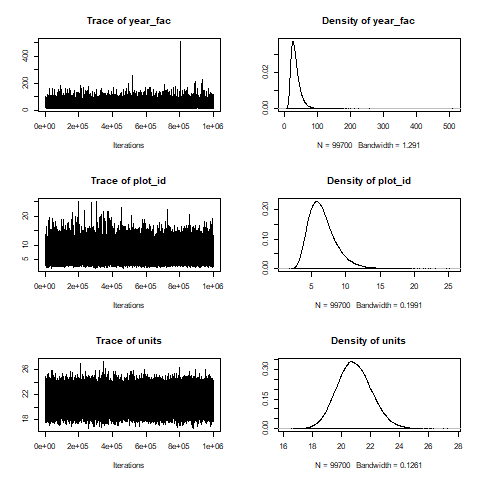 Trace of year_fac
Density of year_fac
0 200 400
0e+00 2e+05 4e+05 6e+05 8e+05 1e+06
Iterations
0.00 0.02
0 100 200 300 400 500
N = 99700 Bandwidth = 1.291
Trace of plot_id
Density of plot_id
5 10 20
0e+00 2e+05 4e+05 6e+05 8e+05 1e+06
Iterations
0.00 0.10 0.20
5 10 15 20 25
N = 99700 Bandwidth = 0.1991
Trace of units
Density of units
18 22 26
0e+00 2e+05 4e+05 6e+05 8e+05 1e+06
Iterations
0.00 0.15 0.30
16 18 20 22 24 26 28
N = 99700 Bandwidth = 0.1261